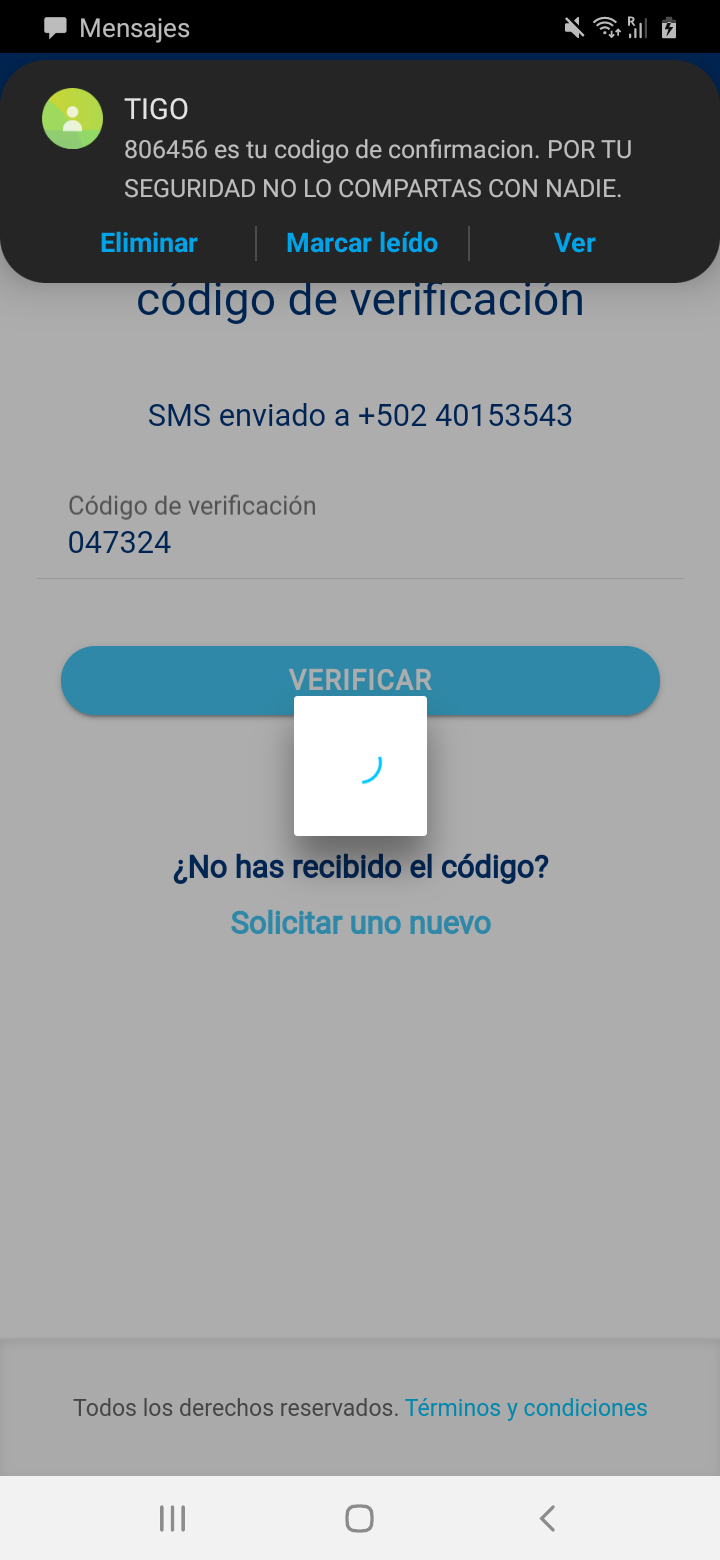 Mensajes
R
TIGO
806456 es tu codigo de confirmacion. POR TU
SEGURIDAD NO LO COMPARTAS CON NADIE.
Eliminar Marcar leído Ver
código de verificación
SMS enviado a +502 40153543
Código de verificación
047324
VERIFICAR
¿No has recibido el código?
Solicitar uno nuevo
Todos los derechos reservados. Términos y condiciones